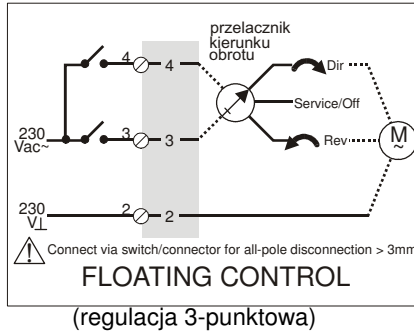 przelacznik
kierunku
obrotu
4 4
Dir
Service/Off
230
Vac~
3 3
Rev
M
~
230
V⊥
2 2
Connect via switch/connector for all-pole disconnection > 3mm
FLOATING CONTROL
(regulacja 3-punktowa)